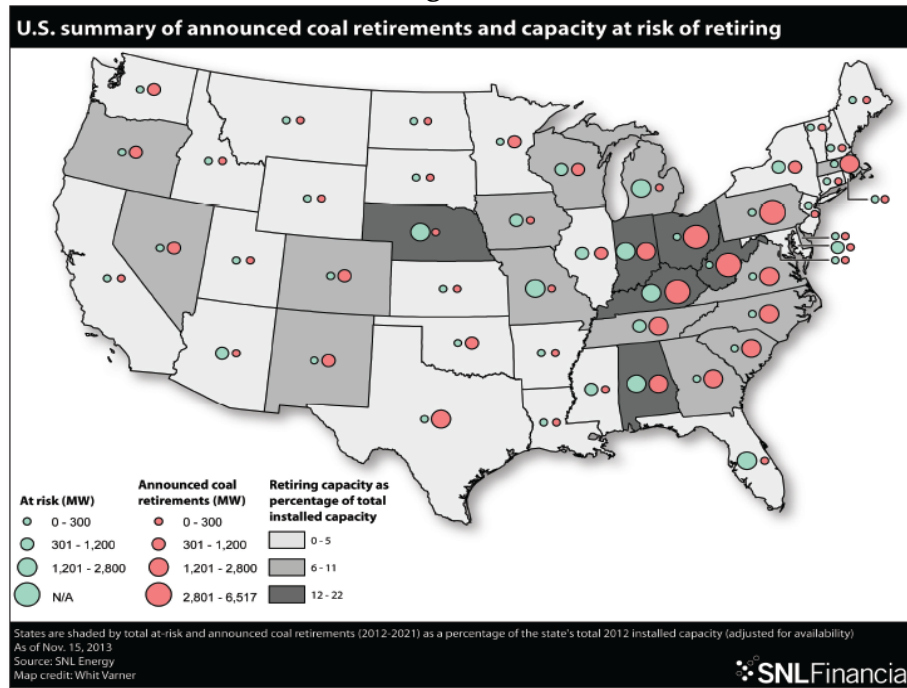 U.S. summary of announced coal retirements and capacity at risk of retiring
At risk (MW)
0 - 300
301 - 1,200
1,201 - 2,800
N/A
Announced coal
retirements (MW)
0 - 300
301 - 1,200
1,201 - 2,800
2,801 - 6,517
Retiring capacity as
percentage of total
installed capacity
0 - 5
6 - 11
12 - 22
States are shaded by total at-risk and announced coal retirements (2012-2021) as a percentage of the state's total 2012 installed capacity (adjusted for availability)
As of Nov. 15, 2013
Source: SNL Energy
Map credit: Whit Varner
SNLFinancia